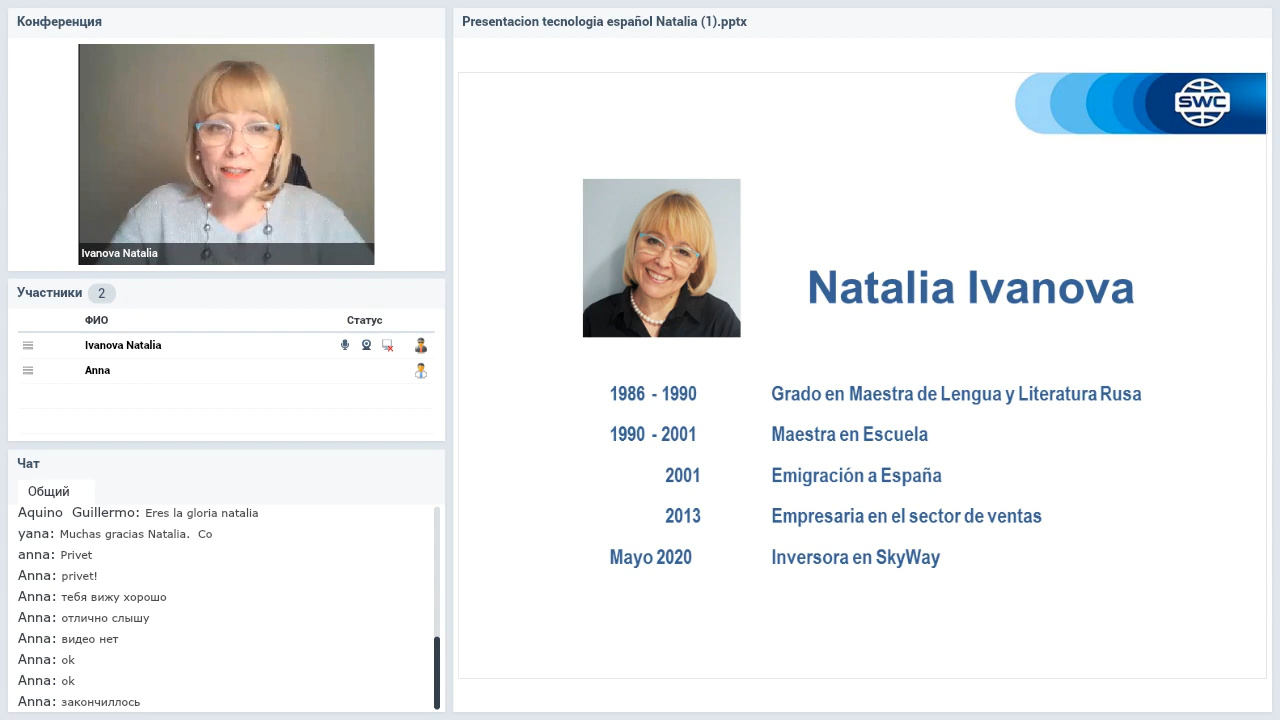 Конференция
Ivanova Natalia
Участники 2
ФИО Статус
Ivanova Natalia
Anna
Чат
Общий
Aquino Guillermo: Eres la gloria natalia
yana: Muchas gracias Natalia. Co
anna: Privet
Anna: privet!
Anna: тебя вижу хорошо
Anna: отлично слышу
Anna: видео нет
Anna: ok
Anna: ok
Anna: закончиллось
Presentacion tecnologia español Natalia (1).pptx
SWC
Natalia Ivanova
1986 - 1990 Grado en Maestra de Lengua y Literatura Rusa
1990 - 2001 Maestra en Escuela
2001 Emigración a España
2013 Empresaria en el sector de ventas
Mayo 2020 Inversora en SkyWay